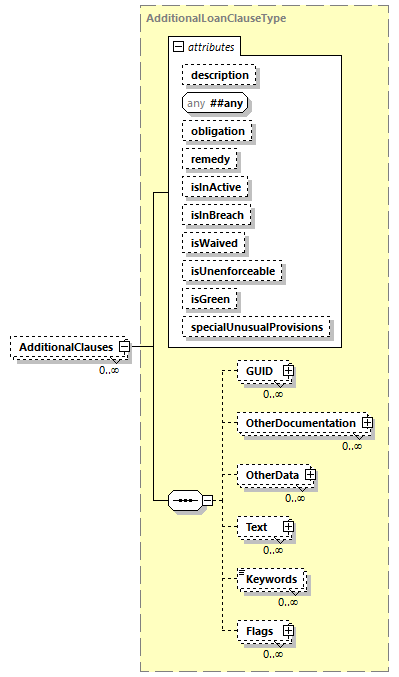 AdditionalLoanClauseType
attributes
description
any ##any
obligation
remedy
isInActive
isInBreach
isWaived
isUnenforceable
isGreen
specialUnusualProvisions
AdditionalClauses
0..∞
GUID
0..∞
OtherDocumentation
0..∞
OtherData
0..∞
Text
0..∞
Keywords
0..∞
Flags
0..∞